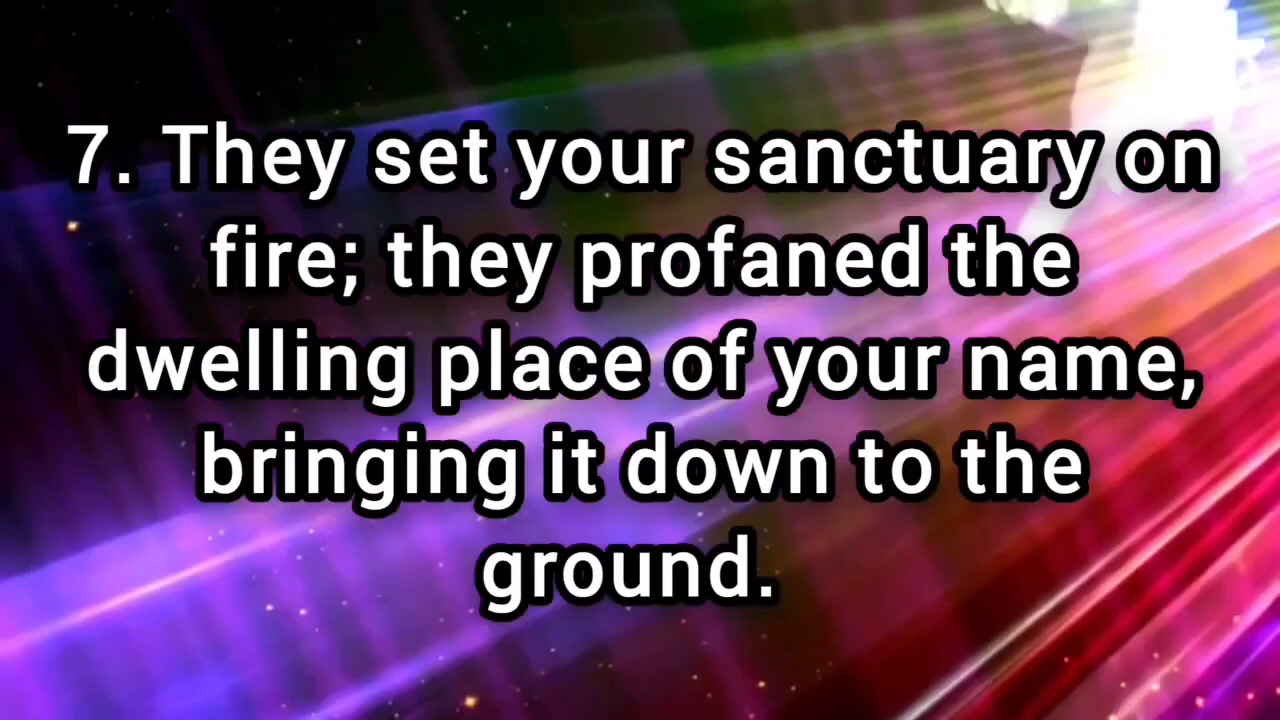 7. They set your sanctuary on
fire; they profaned the
dwelling place of your name,
bringing it down to the
ground.